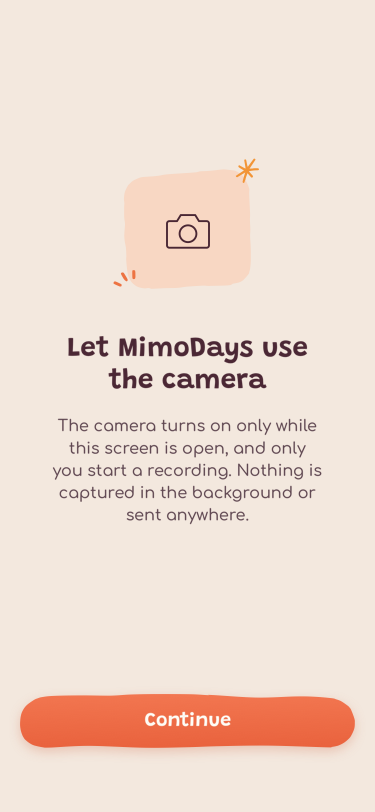 Let MimoDays use
the camera
The camera turns on only while
this screen is open, and only
you start a recording. Nothing is
captured in the background or
sent anywhere.
Continue